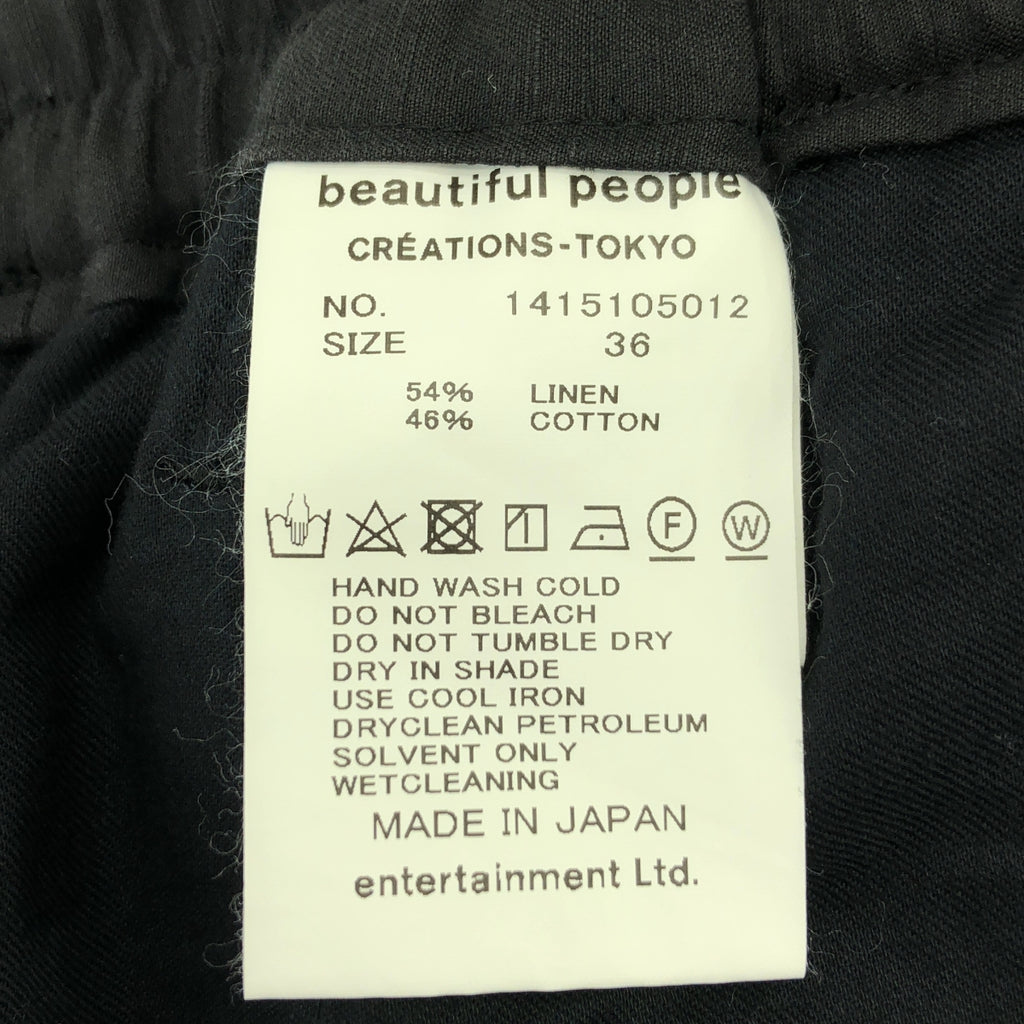 beautiful people
CRÉATIONS-TOKYO
NO. 1415105012
SIZE 36
54% LINEN
46% COTTON
F W
HAND WASH COLD
DO NOT BLEACH
DO NOT TUMBLE DRY
DRY IN SHADE
USE COOL IRON
DRYCLEAN PETROLEUM
SOLVENT ONLY
WETCLEANING
MADE IN JAPAN
entertainment Ltd.